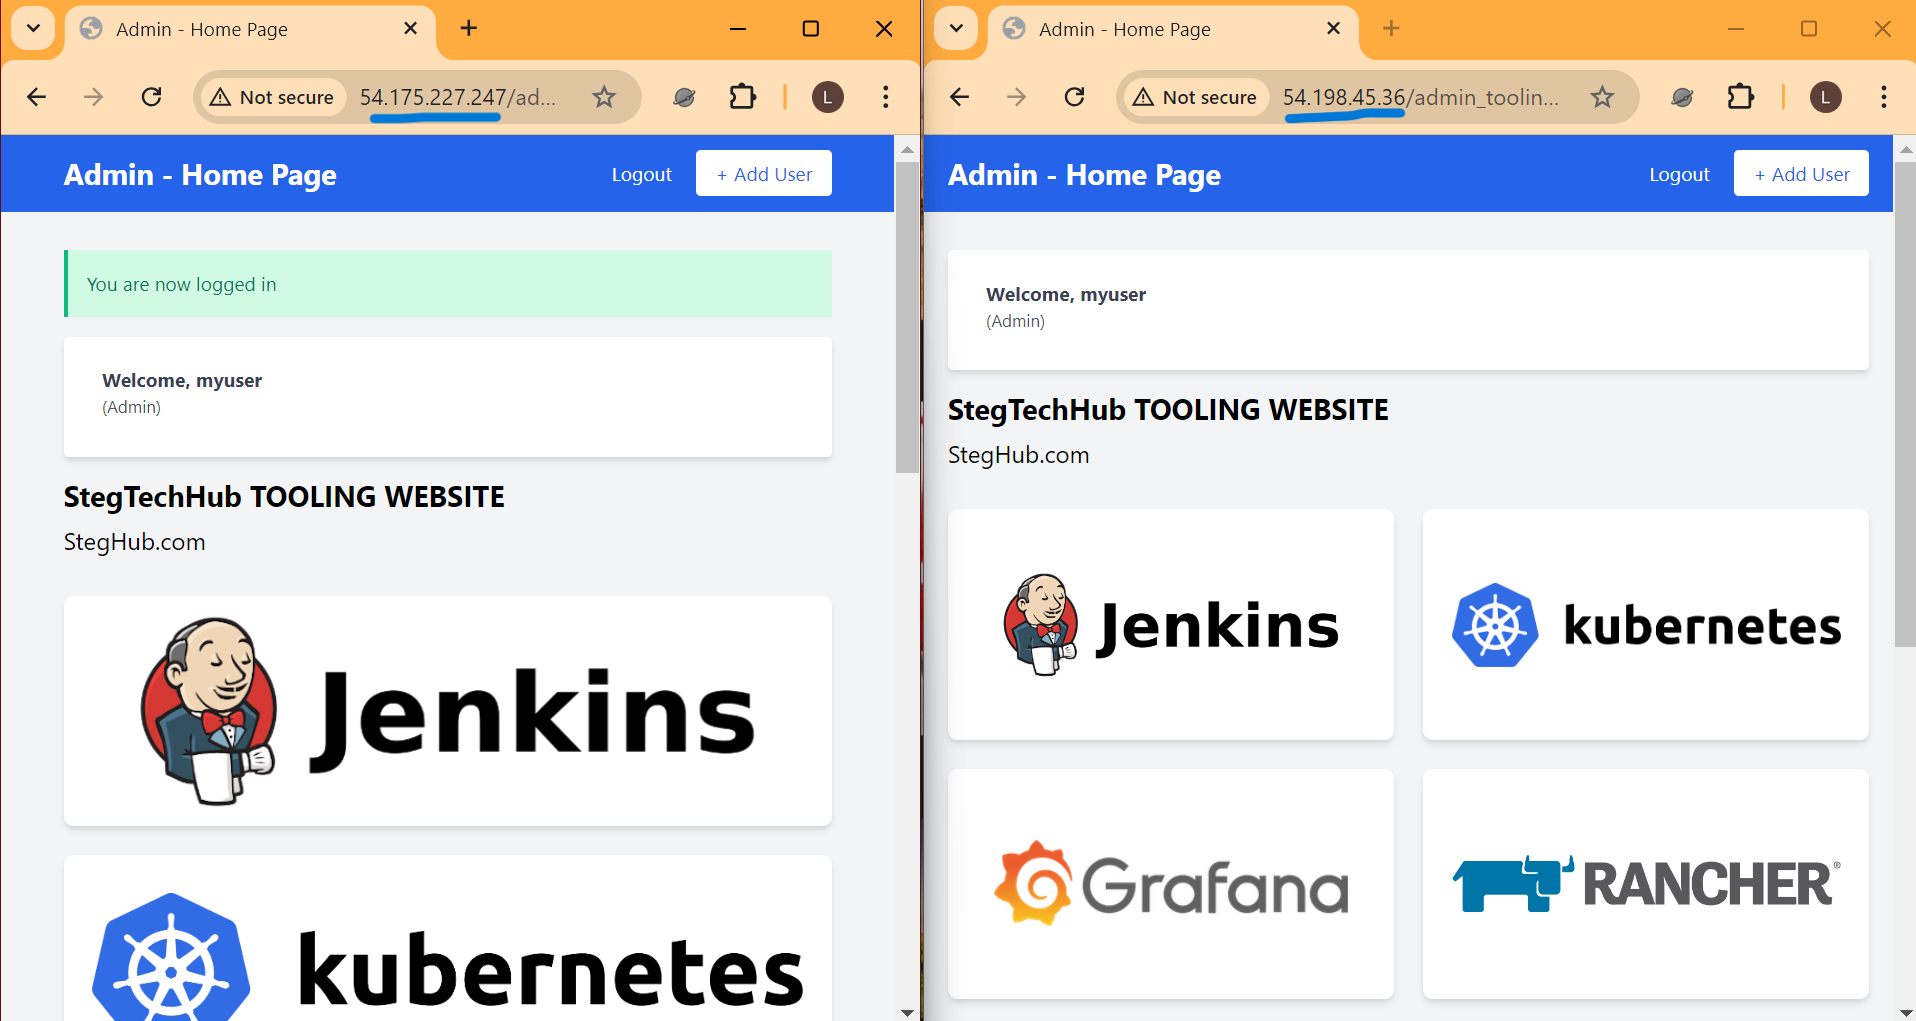 Admin - Home Page
Not secure
54.175.227.247/ad...
L
Admin - Home Page
Logout
+ Add User
You are now logged in
Welcome, myuser
(Admin)
StegTechHub TOOLING WEBSITE
StegHub.com
Jenkins
kubernetes
Admin - Home Page
Not secure
54.198.45.36/admin_toolin...
L
Admin - Home Page
Logout
+ Add User
Welcome, myuser
(Admin)
StegTechHub TOOLING WEBSITE
StegHub.com
Jenkins
kubernetes
Grafana
RANCHER®